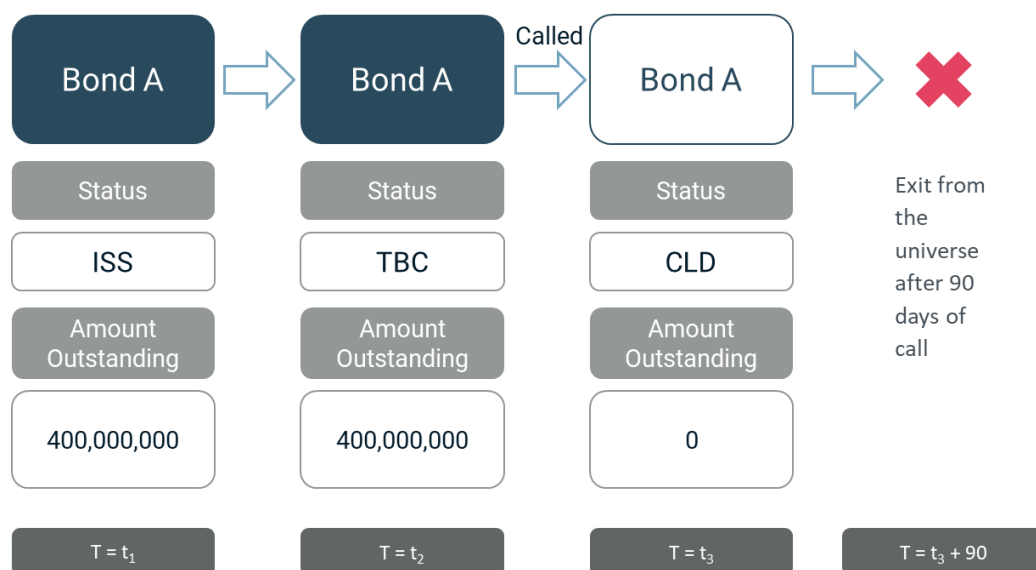 Called
Bond A
Bond A
Bond A
Status
Status
Status
Exit from
the
universe
after 90
days of
call
ISS
TBC
CLD
Amount
Outstanding
Amount
Outstanding
Amount
Outstanding
400,000,000
400,000,000
0
T = t₁
T = t₂
T = t₃
T = t₃ + 90